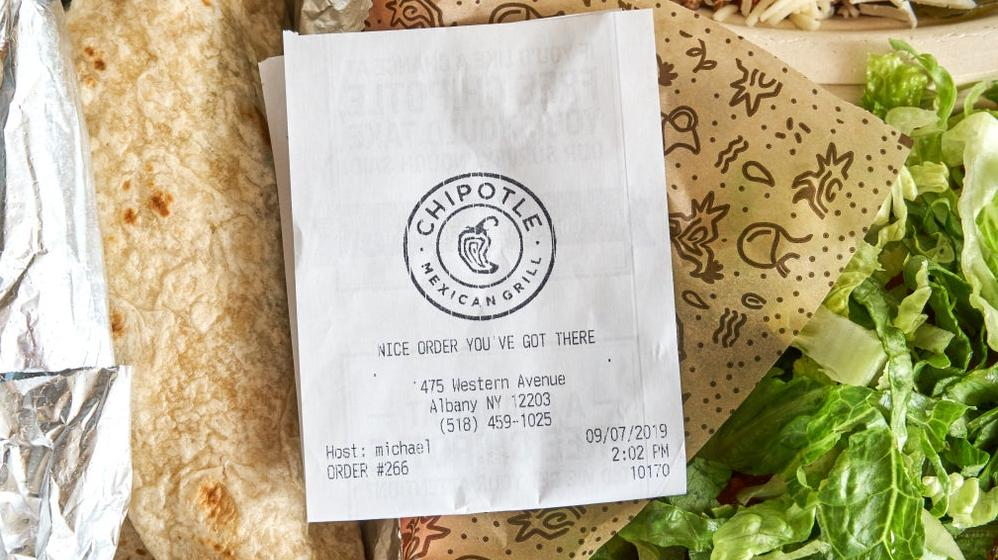 CHIPOTLE
MEXICAN GRILL
NICE ORDER YOU'VE GOT THERE
475 Western Avenue
Albany NY 12203
(518) 459-1025
Host: michael
09/07/2019
ORDER #266
2:02 PM
10170